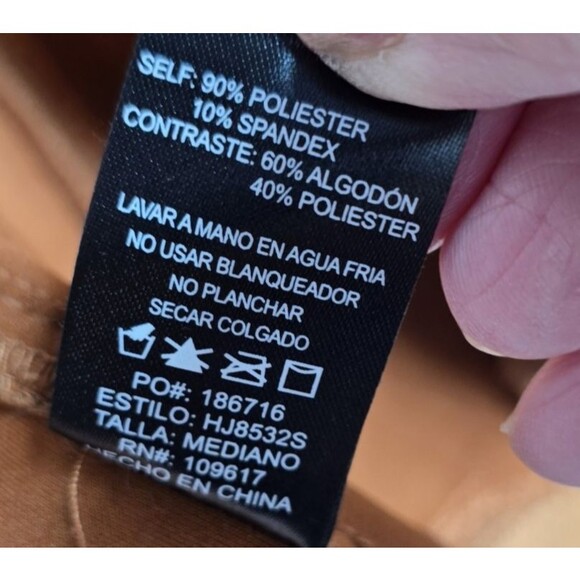 SELF: 90% POLIESTER
10% SPANDEX
CONTRASTE: 60% ALGODÓN
40% POLIESTER
LAVAR A MANO EN AGUA FRIA
NO USAR BLANQUEADOR
NO PLANCHAR
SECAR COLGADO
PO#: 186716
ESTILO: HJ8532S
TALLA: MEDIANO
RN#: 109617
HECHO EN CHINA